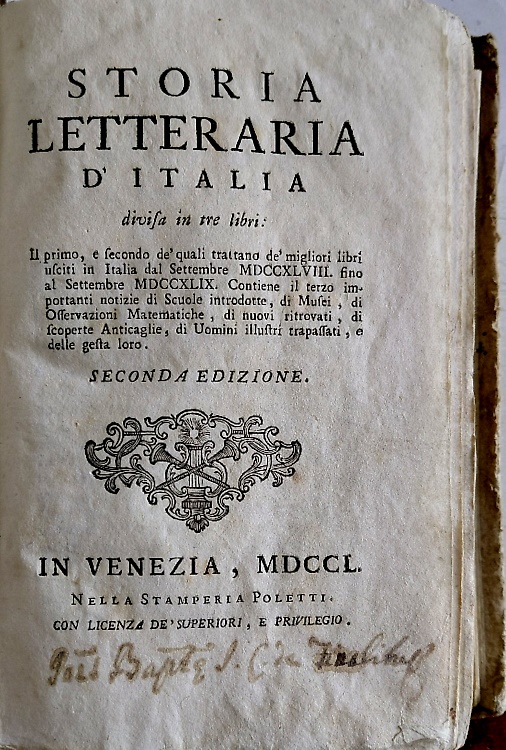 STORIA
LETTERARIA
D'ITALIA
divisa in tre libri:
Il primo, e secondo de' quali trattano de' migliori libri
usciti in Italia dal Settembre MDCCXLVIII. fino
al Settembre MDCCXLIX. Contiene il terzo im-
portanti notizie di Scuole introdotte, di Musei, di
Osservazioni Matematiche, di nuovi ritrovati, di
scoperte Anticaglie, di Uomini illustri trapassati, e
delle gesta loro.
SECONDA EDIZIONE.
IN VENEZIA, MDCCL.
NELLA STAMPERIA POLETTI.
CON LICENZA DE' SUPERIORI, E PRIVILEGIO.